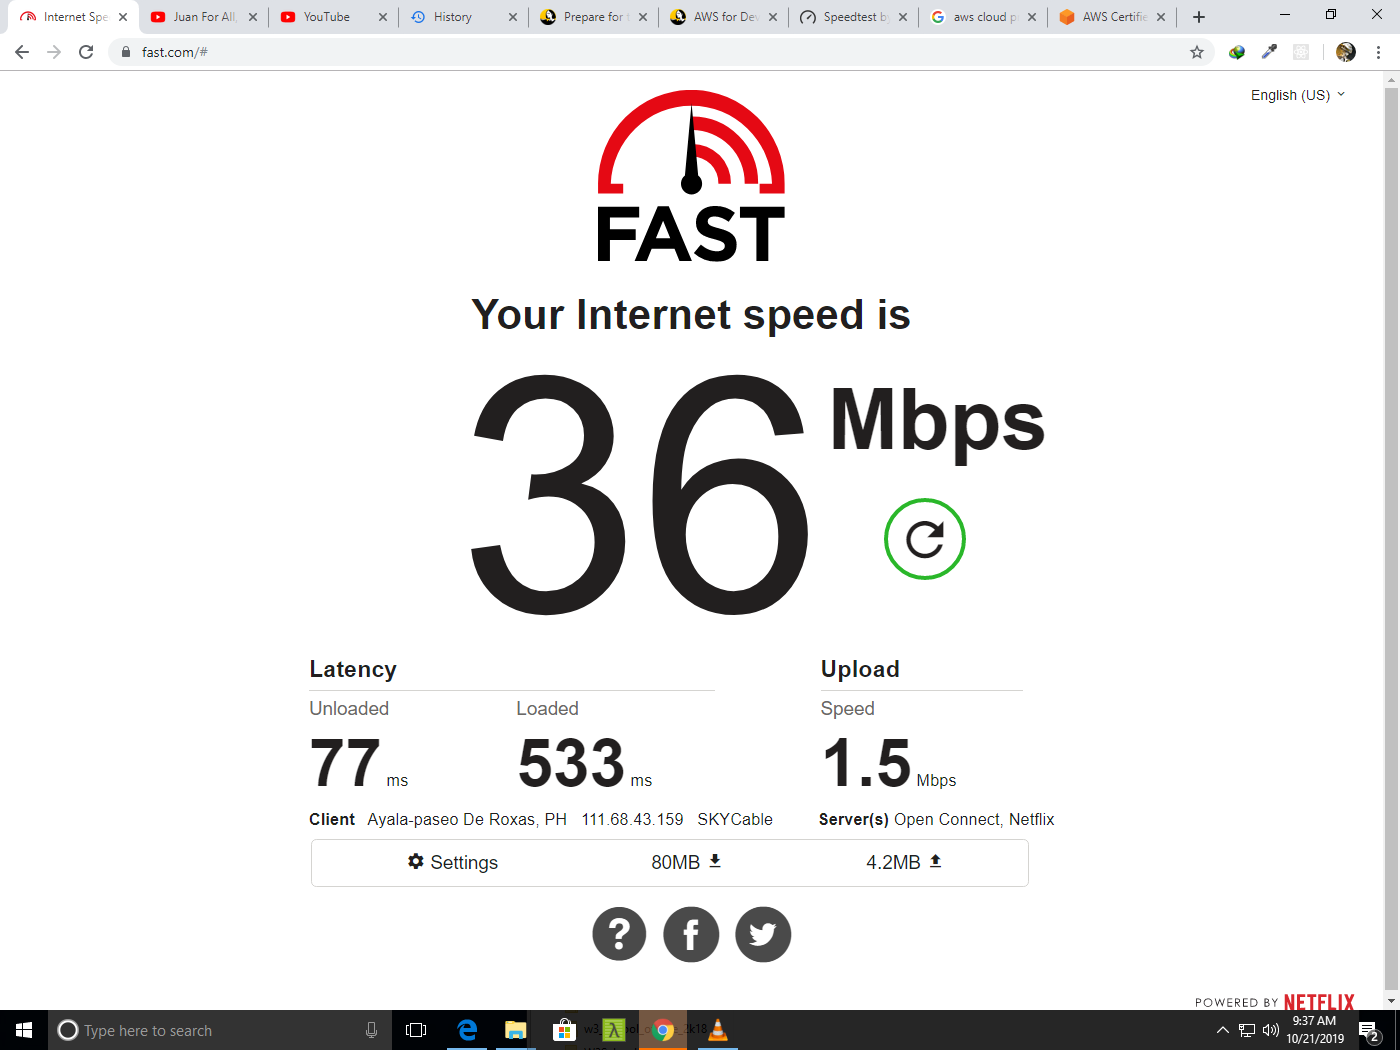 Internet Spe
Juan For All,
YouTube
History
Prepare for t
AWS for Dev
Speedtest by
aws cloud p
AWS Certifie
fast.com/#
English (US)
FAST
Your Internet speed is
36 Mbps
Latency
Upload
Unloaded
Loaded
Speed
77 ms
533 ms
1.5 Mbps
Client Ayala-paseo De Roxas, PH 111.68.43.159 SKYCable
Server(s) Open Connect, Netflix
Settings
80MB
4.2MB
?
f
POWERED BY NETFLIX
Type here to search
9:37 AM
10/21/2019
2